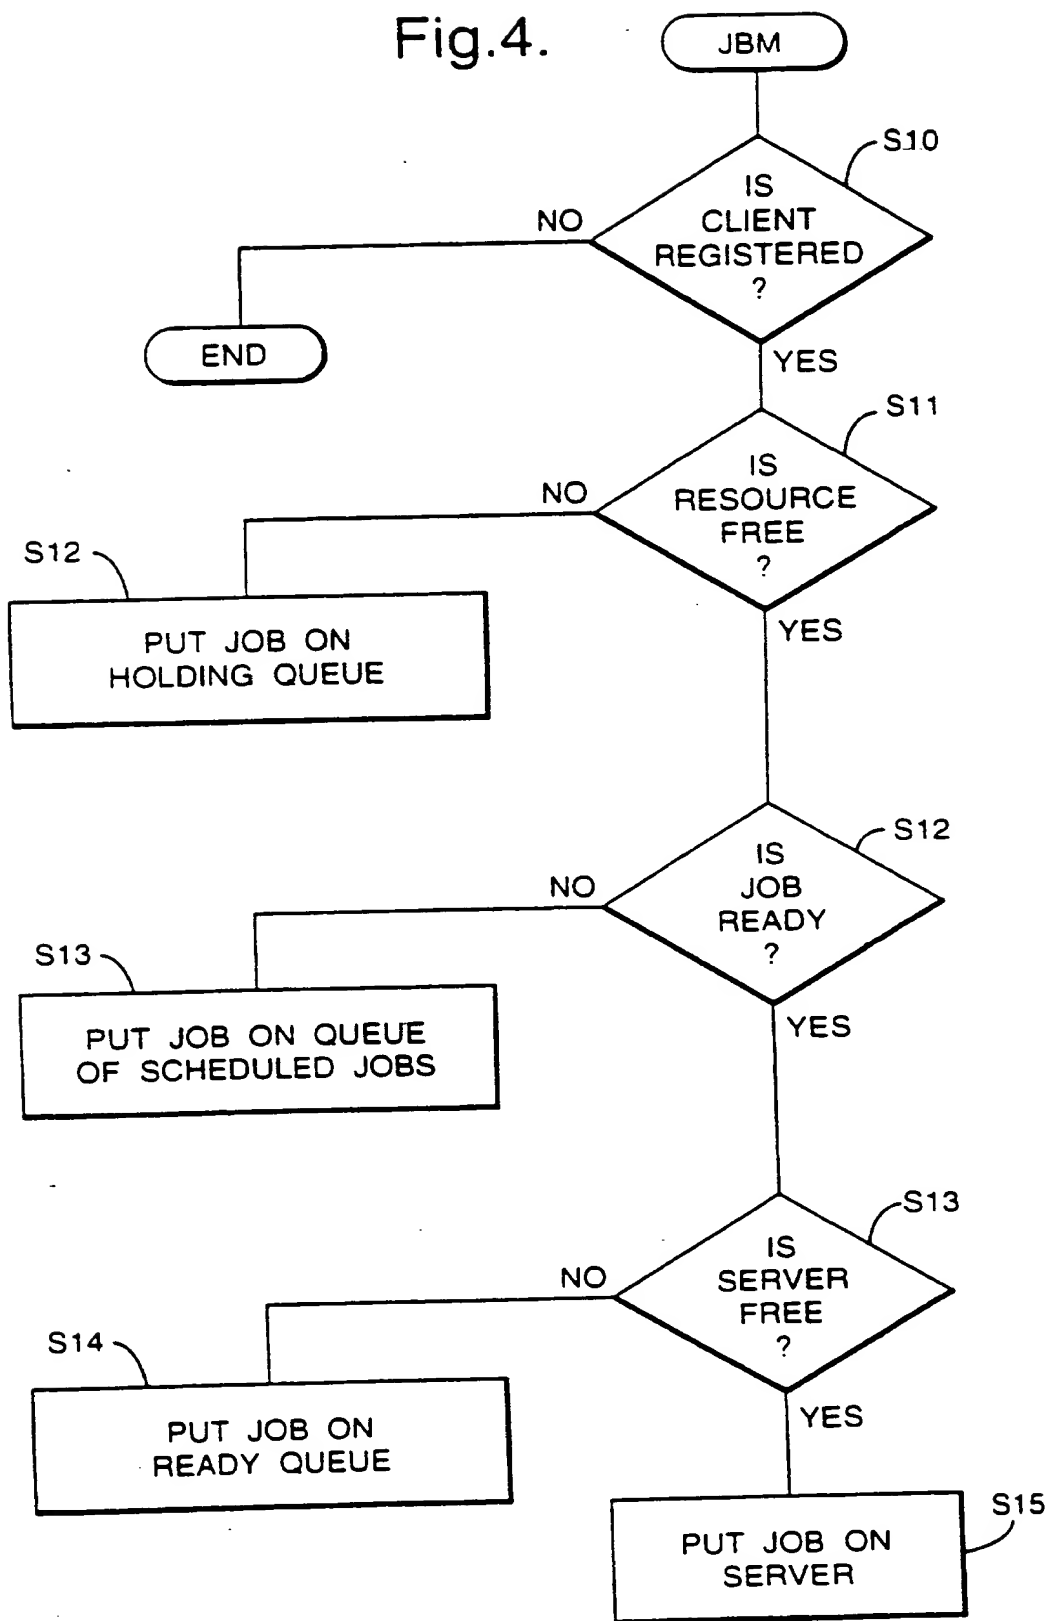 Fig.4.
JBM
S10
IS
CLIENT
REGISTERED
?
NO
END
YES
S11
IS
RESOURCE
FREE
?
NO
S12
PUT JOB ON
HOLDING QUEUE
YES
S12
IS
JOB
READY
?
NO
S13
PUT JOB ON QUEUE
OF SCHEDULED JOBS
YES
S13
IS
SERVER
FREE
?
NO
S14
PUT JOB ON
READY QUEUE
YES
S15
PUT JOB ON
SERVER